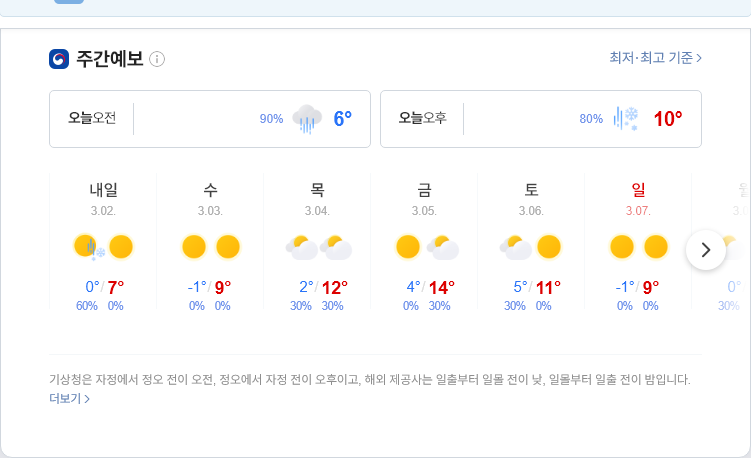 주간예보
최저·최고 기준 >
오늘오전 90% 6°
오늘오후 80% 10°
내일 수 목 금 토 일
3.02. 3.03. 3.04. 3.05. 3.06. 3.07.
0°/7° -1°/9° 2°/12° 4°/14° 5°/11° -1°/9° 0°
60% 0% 0% 0% 30% 30% 0% 30% 30% 0% 0% 0% 30%
기상청은 자정에서 정오 전이 오전, 정오에서 자정 전이 오후이고, 해외 제공사는 일출부터 일몰 전이 낮, 일몰부터 일출 전이 밤입니다.
더보기 >